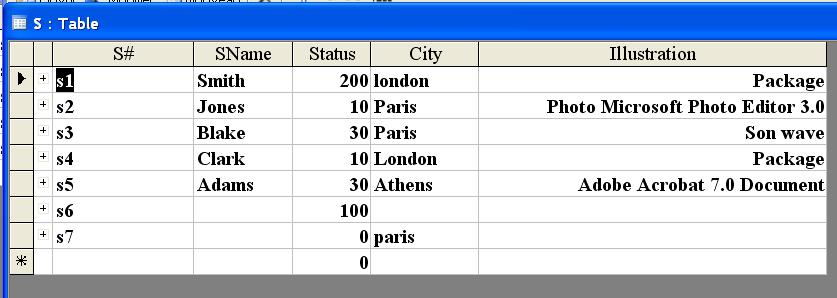 S : Table
S# SName Status City Illustration
+ s1 Smith 200 london Package
+ s2 Jones 10 Paris Photo Microsoft Photo Editor 3.0
+ s3 Blake 30 Paris Son wave
+ s4 Clark 10 London Package
+ s5 Adams 30 Athens Adobe Acrobat 7.0 Document
+ s6 100
+ s7 0 paris
* 0